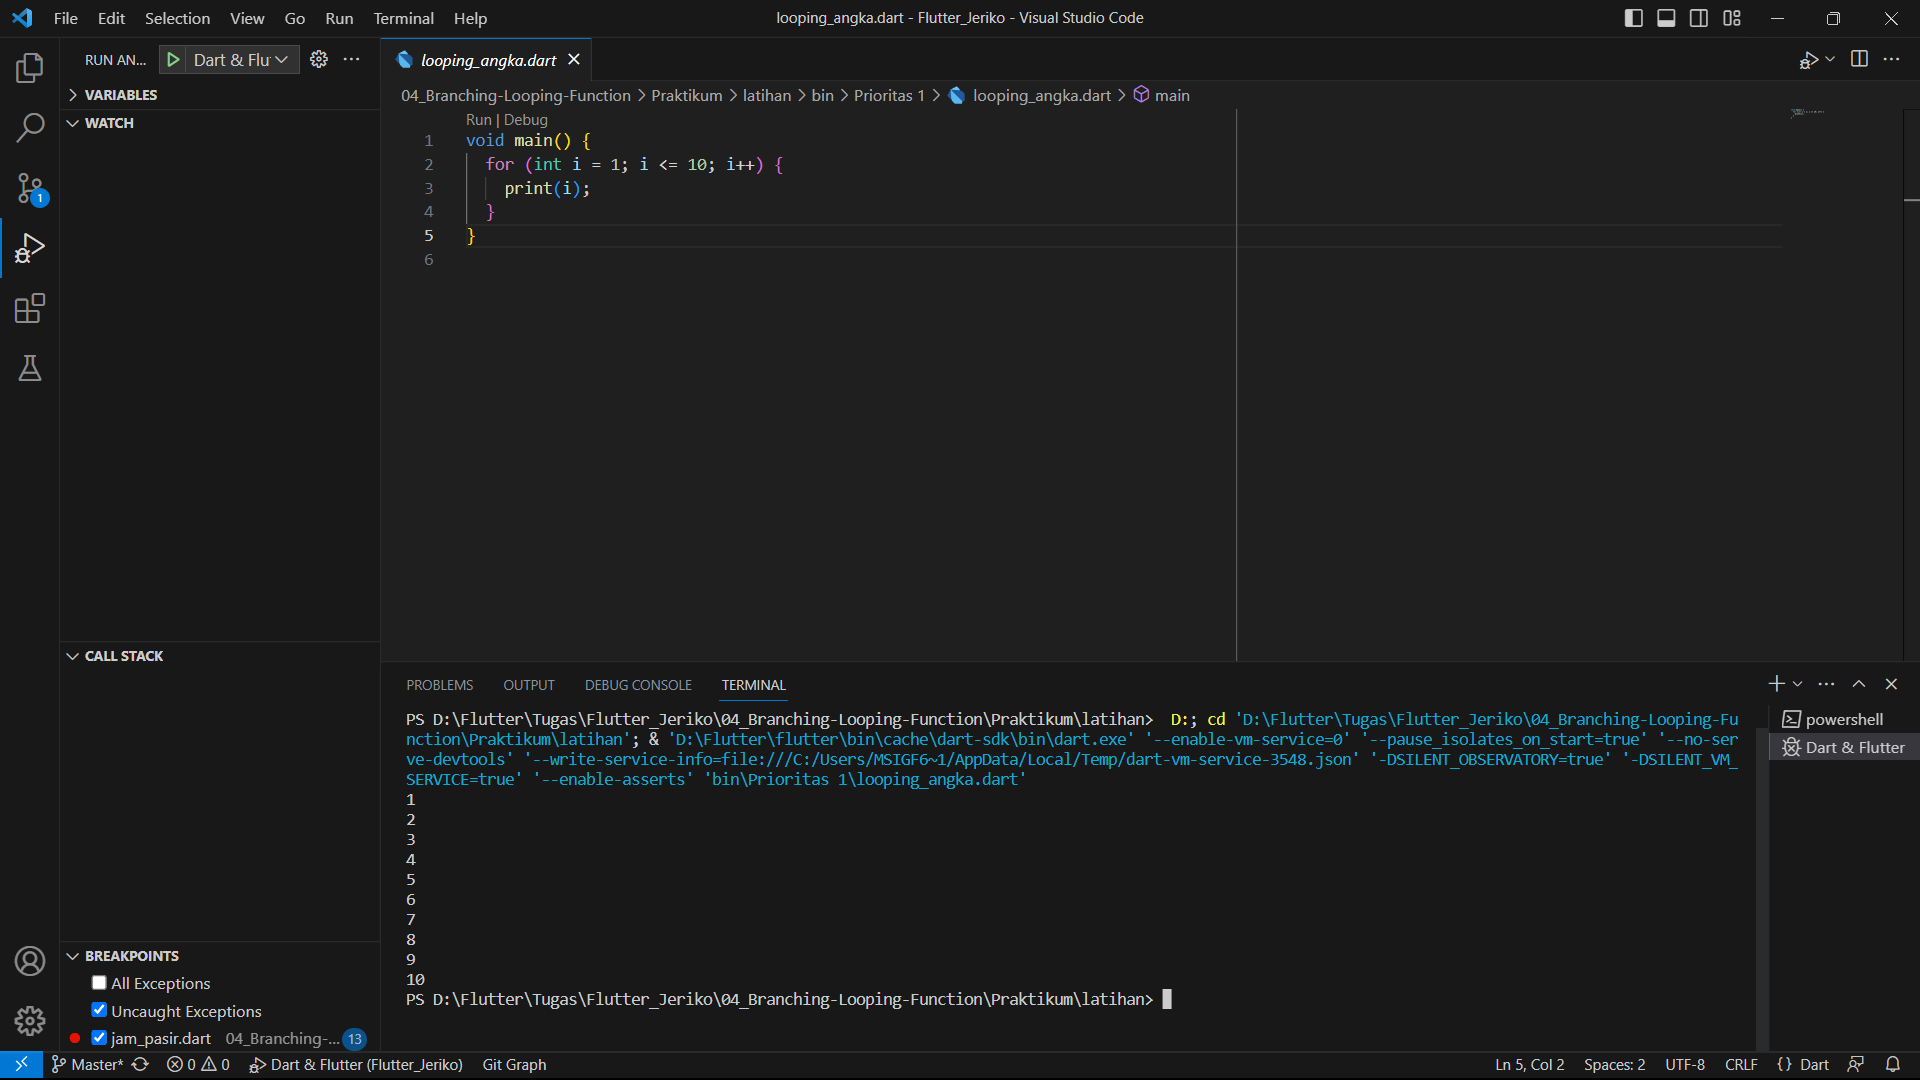 File Edit Selection View Go Run Terminal Help
looping_angka.dart - Flutter_Jeriko - Visual Studio Code
RUN AN... Dart & Flu
looping_angka.dart
VARIABLES
WATCH
04_Branching-Looping-Function > Praktikum > latihan > bin > Prioritas 1 > looping_angka.dart > main
Run | Debug
1 void main() {
2 for (int i = 1; i <= 10; i++) {
3 print(i);
4 }
5 }
6
1
CALL STACK
BREAKPOINTS
All Exceptions
Uncaught Exceptions
jam_pasir.dart 04_Branching-... 13
PROBLEMS OUTPUT DEBUG CONSOLE TERMINAL
PS D:\Flutter\Tugas\Flutter_Jeriko\04_Branching-Looping-Function\Praktikum\latihan> D:; cd 'D:\Flutter\Tugas\Flutter_Jeriko\04_Branching-Looping-Fu
nction\Praktikum\latihan'; & 'D:\Flutter\flutter\bin\cache\dart-sdk\bin\dart.exe' '--enable-vm-service=0' '--pause_isolates_on_start=true' '--no-ser
ve-devtools' '--write-service-info=file:///C:/Users/MSIGF6~1/AppData/Local/Temp/dart-vm-service-3548.json' '-DSILENT_OBSERVATORY=true' '-DSILENT_VM_
SERVICE=true' '--enable-asserts' 'bin\Prioritas 1\looping_angka.dart'
1
2
3
4
5
6
7
8
9
10
PS D:\Flutter\Tugas\Flutter_Jeriko\04_Branching-Looping-Function\Praktikum\latihan>
powershell
Dart & Flutter
Master* 0 0 Dart & Flutter (Flutter_Jeriko) Git Graph
Ln 5, Col 2 Spaces: 2 UTF-8 CRLF {} Dart